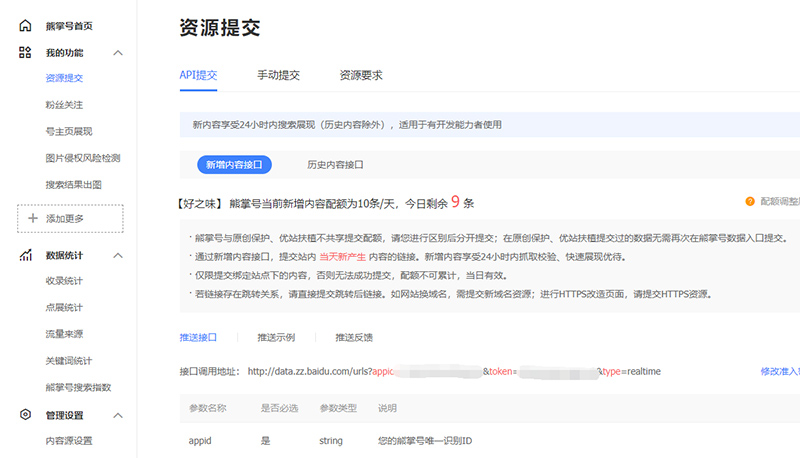 熊掌号首页
我的功能
资源提交
粉丝关注
号主页展现
图片侵权风险检测
搜索结果出图
添加更多
数据统计
收录统计
点展统计
流量来源
关键词统计
熊掌号搜索指数
管理设置
内容源设置
资源提交
API提交 手动提交 资源要求
新内容享受24小时内搜索展现（历史内容除外），适用于有开发能力者使用
新增内容接口 历史内容接口
【好之味】 熊掌号当前新增内容配额为10条/天，今日剩余 9 条 配额调整
· 熊掌号与原创保护、优站扶植不共享提交配额，请您进行区别后分开提交；在原创保护、优站扶植提交过的数据无需再次在熊掌号数据入口提交。
· 通过新增内容接口，提交站内 当天新产生 内容的链接。新增内容享受24小时内抓取校验、快速展现优待。
· 仅限提交绑定站点下的内容，否则无法成功提交，配额不可累计，当日有效。
· 若链接存在跳转关系，请直接提交跳转后链接。如网站换域名，需提交新域名资源；进行HTTPS改造页面，请提交HTTPS资源。
推送接口 推送示例 推送反馈
接口调用地址： http://data.zz.baidu.com/urls?appid &token= &type=realtime 修改准入
参数名称 是否必选 参数类型 说明
appid 是 string 您的熊掌号唯一识别ID